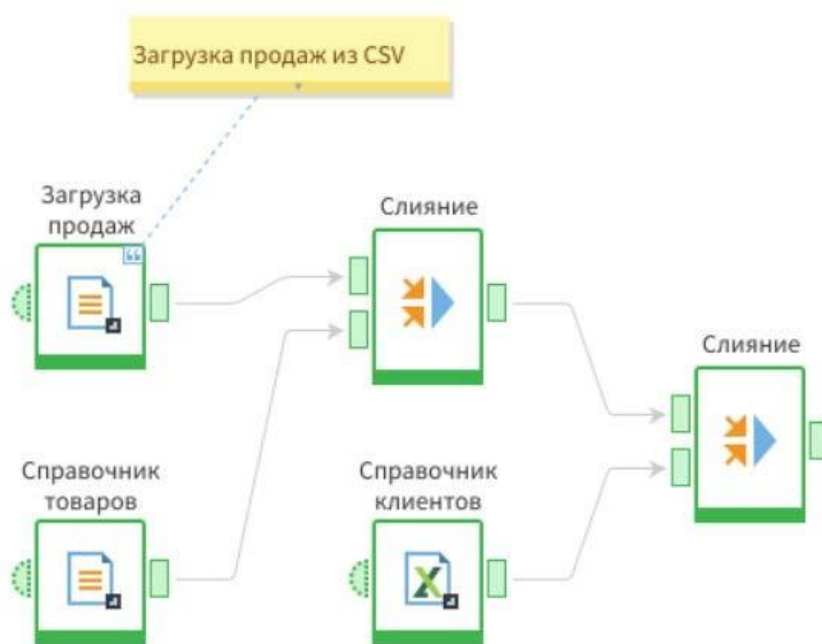 Загрузка продаж из CSV
Загрузка
продаж
Слияние
Слияние
Справочник
товаров
Справочник
клиентов